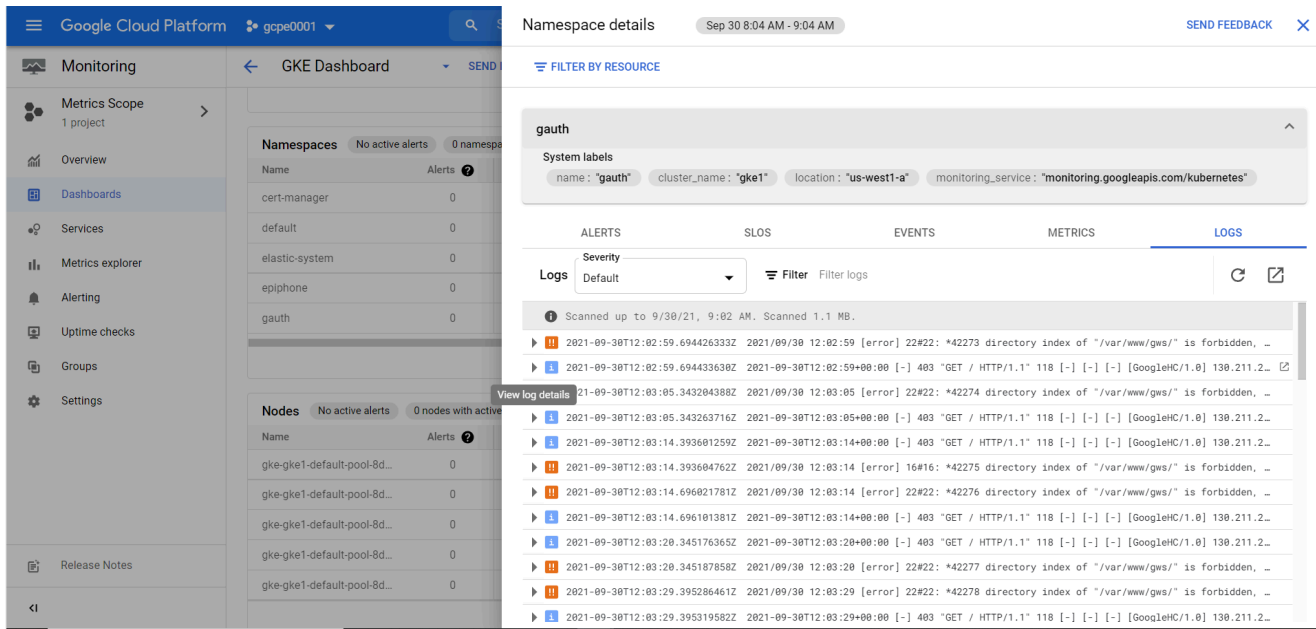 Google Cloud Platform
gcpe0001
S
Monitoring
Metrics Scope
1 project
Overview
Dashboards
Services
Metrics explorer
Alerting
Uptime checks
Groups
Settings
Release Notes
GKE Dashboard
SEND
Namespaces No active alerts 0 namespa
Name Alerts ?
cert-manager 0
default 0
elastic-system 0
epiphone 0
gauth 0
Nodes No active alerts 0 nodes with active
Name Alerts ?
gke-gke1-default-pool-8d... 0
gke-gke1-default-pool-8d... 0
gke-gke1-default-pool-8d... 0
gke-gke1-default-pool-8d... 0
gke-gke1-default-pool-8d... 0
Namespace details Sep 30 8:04 AM - 9:04 AM SEND FEEDBACK
FILTER BY RESOURCE
gauth
System labels
name : "gauth" cluster_name : "gke1" location : "us-west1-a" monitoring_service : "monitoring.googleapis.com/kubernetes"
ALERTS SLOS EVENTS METRICS LOGS
Logs Severity Default Filter Filter logs
Scanned up to 9/30/21, 9:02 AM. Scanned 1.1 MB.
!! 2021-09-30T12:02:59.694426333Z 2021/09/30 12:02:59 [error] 22#22: *42273 directory index of "/var/www/gws/" is forbidden, …
i 2021-09-30T12:02:59.694433630Z 2021-09-30T12:02:59+00:00 [-] 403 "GET / HTTP/1.1" 118 [-] [-] [-] [GoogleHC/1.0] 130.211.2…
View log details
21-09-30T12:03:05.343204388Z 2021/09/30 12:03:05 [error] 22#22: *42274 directory index of "/var/www/gws/" is forbidden, …
i 2021-09-30T12:03:05.343263716Z 2021-09-30T12:03:05+00:00 [-] 403 "GET / HTTP/1.1" 118 [-] [-] [-] [GoogleHC/1.0] 130.211.2…
i 2021-09-30T12:03:14.393601259Z 2021-09-30T12:03:14+00:00 [-] 403 "GET / HTTP/1.1" 118 [-] [-] [-] [GoogleHC/1.0] 130.211.2…
!! 2021-09-30T12:03:14.393604762Z 2021/09/30 12:03:14 [error] 16#16: *42275 directory index of "/var/www/gws/" is forbidden, …
!! 2021-09-30T12:03:14.696021781Z 2021/09/30 12:03:14 [error] 22#22: *42276 directory index of "/var/www/gws/" is forbidden, …
i 2021-09-30T12:03:14.696101381Z 2021-09-30T12:03:14+00:00 [-] 403 "GET / HTTP/1.1" 118 [-] [-] [-] [GoogleHC/1.0] 130.211.2…
i 2021-09-30T12:03:20.345176365Z 2021-09-30T12:03:20+00:00 [-] 403 "GET / HTTP/1.1" 118 [-] [-] [-] [GoogleHC/1.0] 130.211.2…
!! 2021-09-30T12:03:20.345187858Z 2021/09/30 12:03:20 [error] 22#22: *42277 directory index of "/var/www/gws/" is forbidden, …
!! 2021-09-30T12:03:29.395286461Z 2021/09/30 12:03:29 [error] 22#22: *42278 directory index of "/var/www/gws/" is forbidden, …
i 2021-09-30T12:03:29.395319582Z 2021-09-30T12:03:29+00:00 [-] 403 "GET / HTTP/1.1" 118 [-] [-] [-] [GoogleHC/1.0] 130.211.2…